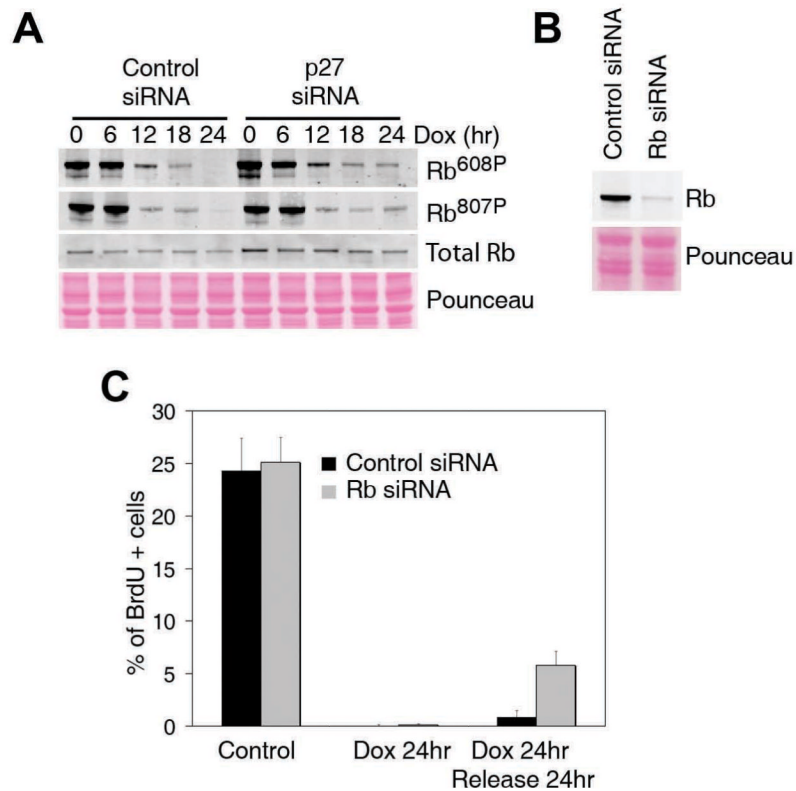 A
Control
siRNA
p27
siRNA
0 6 12 18 24 0 6 12 18 24 Dox (hr)
Rb608P
Rb807P
Total Rb
Pounceau
B
Control siRNA
Rb siRNA
Rb
Pounceau
C
% of BrdU + cells
30
25
20
15
10
5
0
Control siRNA
Rb siRNA
Control
Dox 24hr
Dox 24hr
Release 24hr